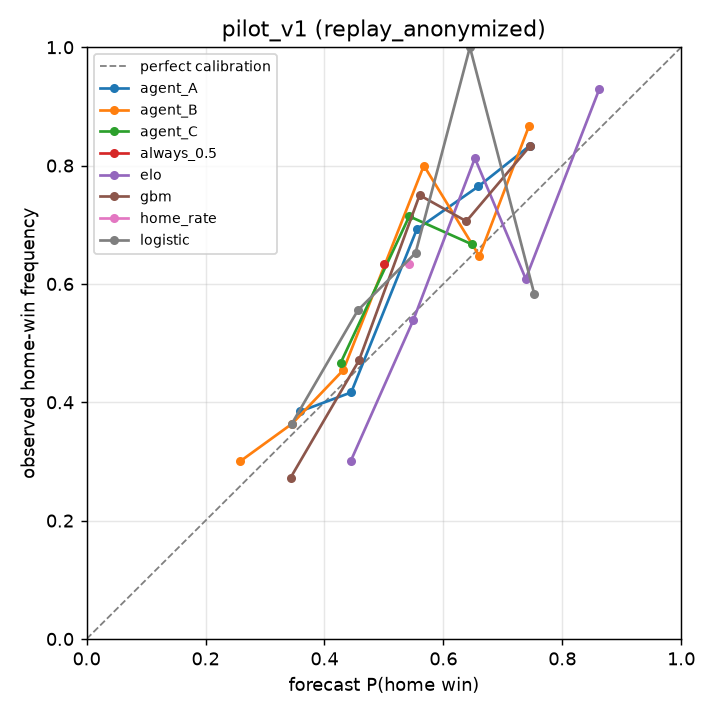 pilot_v1 (replay_anonymized)
perfect calibration
agent_A
agent_B
agent_C
always_0.5
elo
gbm
home_rate
logistic
1.0
0.8
0.6
0.4
0.2
0.0
observed home-win frequency
0.0 0.2 0.4 0.6 0.8 1.0
forecast P(home win)